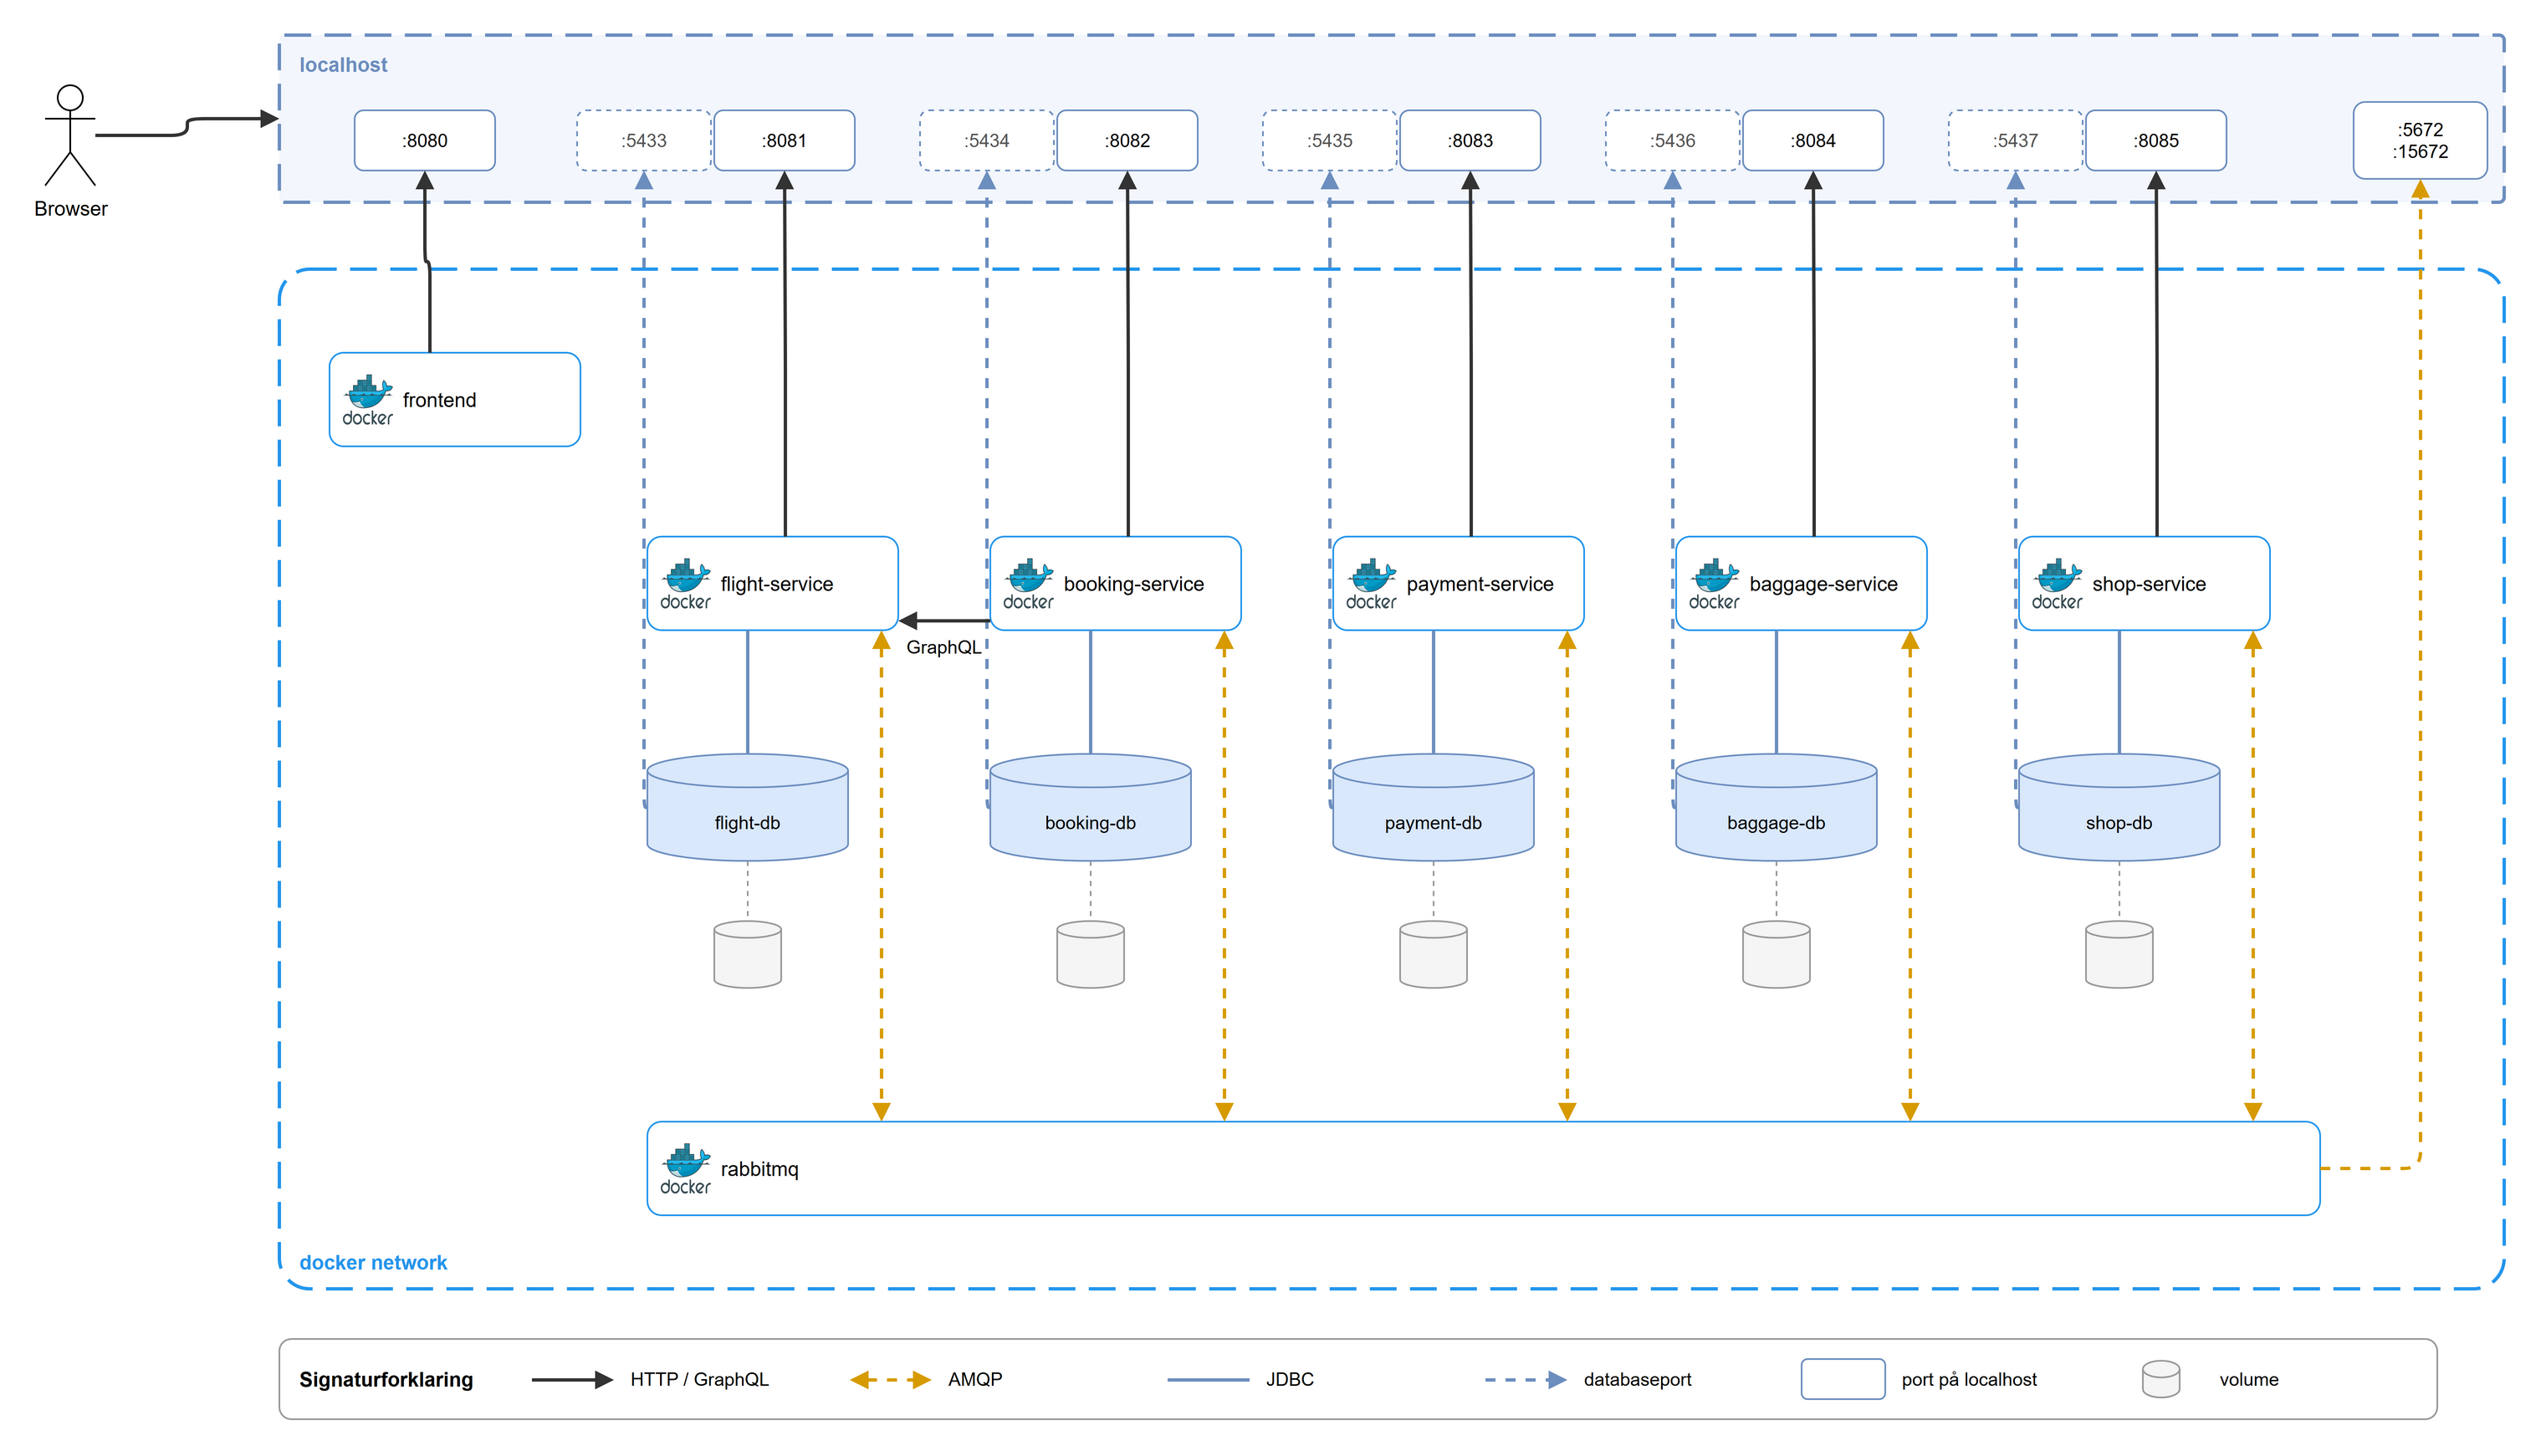 localhost
:8080
:5433
:8081
:5434
:8082
:5435
:8083
:5436
:8084
:5437
:8085
:5672
:15672
Browser
docker
frontend
docker
flight-service
docker
booking-service
docker
payment-service
docker
baggage-service
docker
shop-service
GraphQL
flight-db
booking-db
payment-db
baggage-db
shop-db
docker
rabbitmq
docker network
Signaturforklaring
HTTP / GraphQL
AMQP
JDBC
databaseport
port på localhost
volume